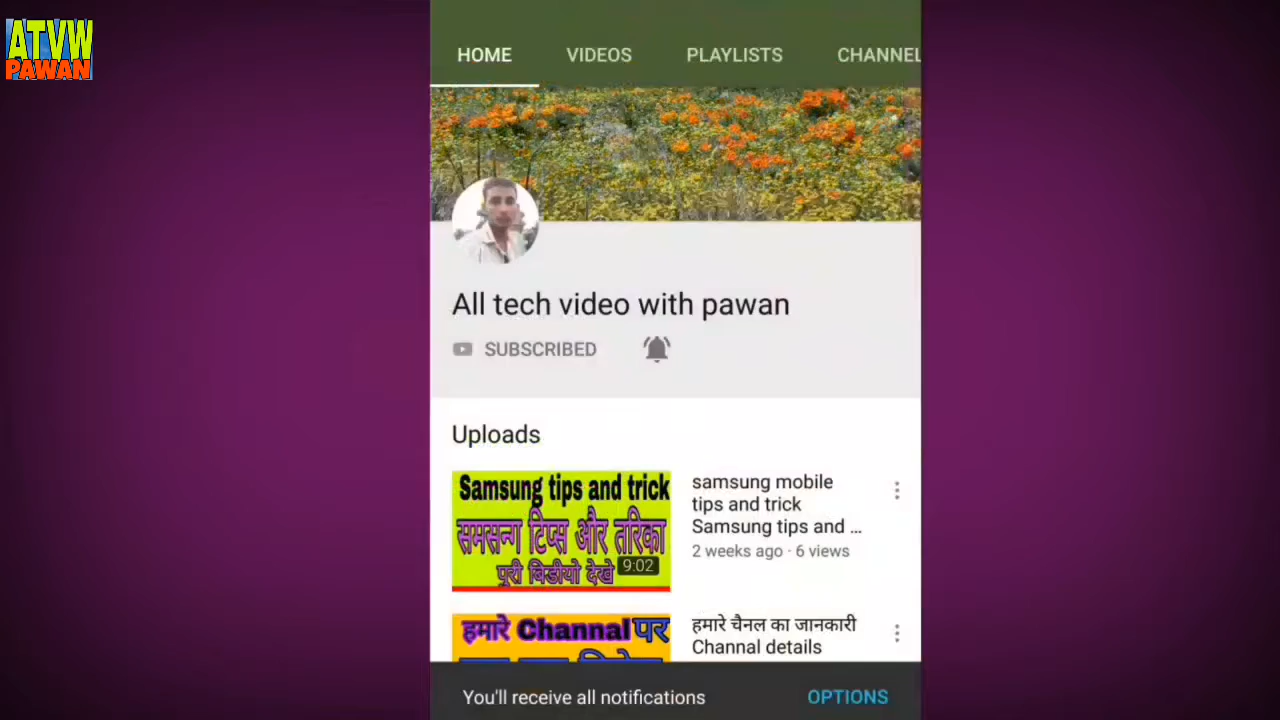 ATVW
PAWAN
HOME VIDEOS PLAYLISTS CHANNEL
All tech video with pawan
SUBSCRIBED
Uploads
Samsung tips and trick
समसन्ग टिप्स और तरिका
पुरी बिडीयो देखे
9:02
samsung mobile
tips and trick
Samsung tips and ...
2 weeks ago · 6 views
हमारे Channal पर
हमारे चैनल का जानकारी
Channal details
You'll receive all notifications OPTIONS